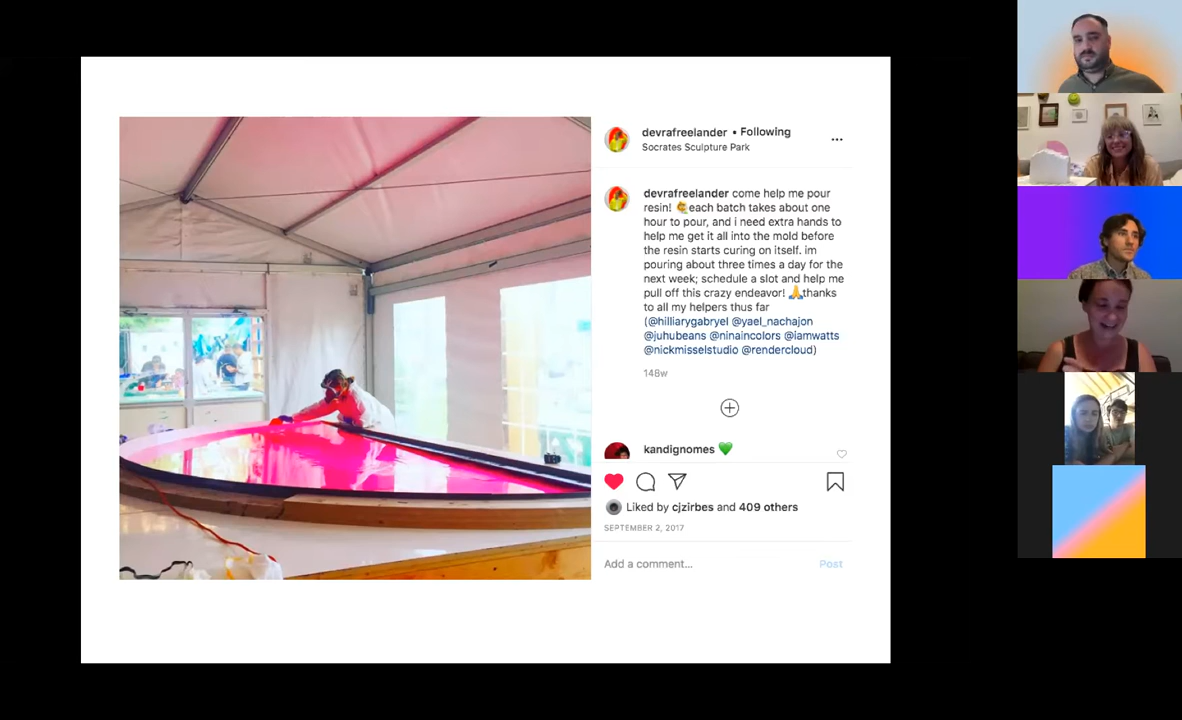 devrafreelander • Following
Socrates Sculpture Park
devrafreelander come help me pour
resin! each batch takes about one
hour to pour, and i need extra hands to
help me get it all into the mold before
the resin starts curing on itself. im
pouring about three times a day for the
next week; schedule a slot and help me
pull off this crazy endeavor! 🙏thanks
to all my helpers thus far
(@hilliarygabryel @yael_nachajon
@juhubeans @ninaincolors @iamwatts
@nickmisselstudio @rendercloud)
148w
kandignomes 💚
Liked by cjzirbes and 409 others
SEPTEMBER 2, 2017
Add a comment...
Post